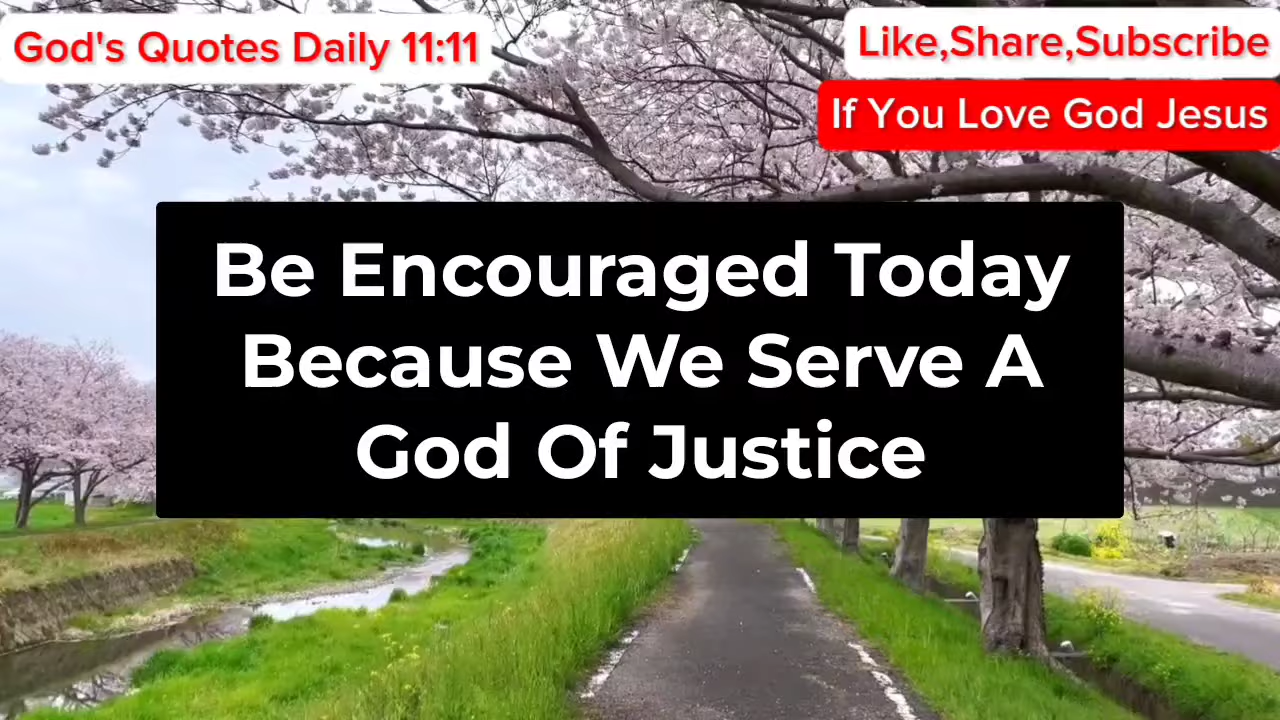 God's Quotes Daily 11:11
Like,Share,Subscribe
If You Love God Jesus
Be Encouraged Today
Because We Serve A
God Of Justice